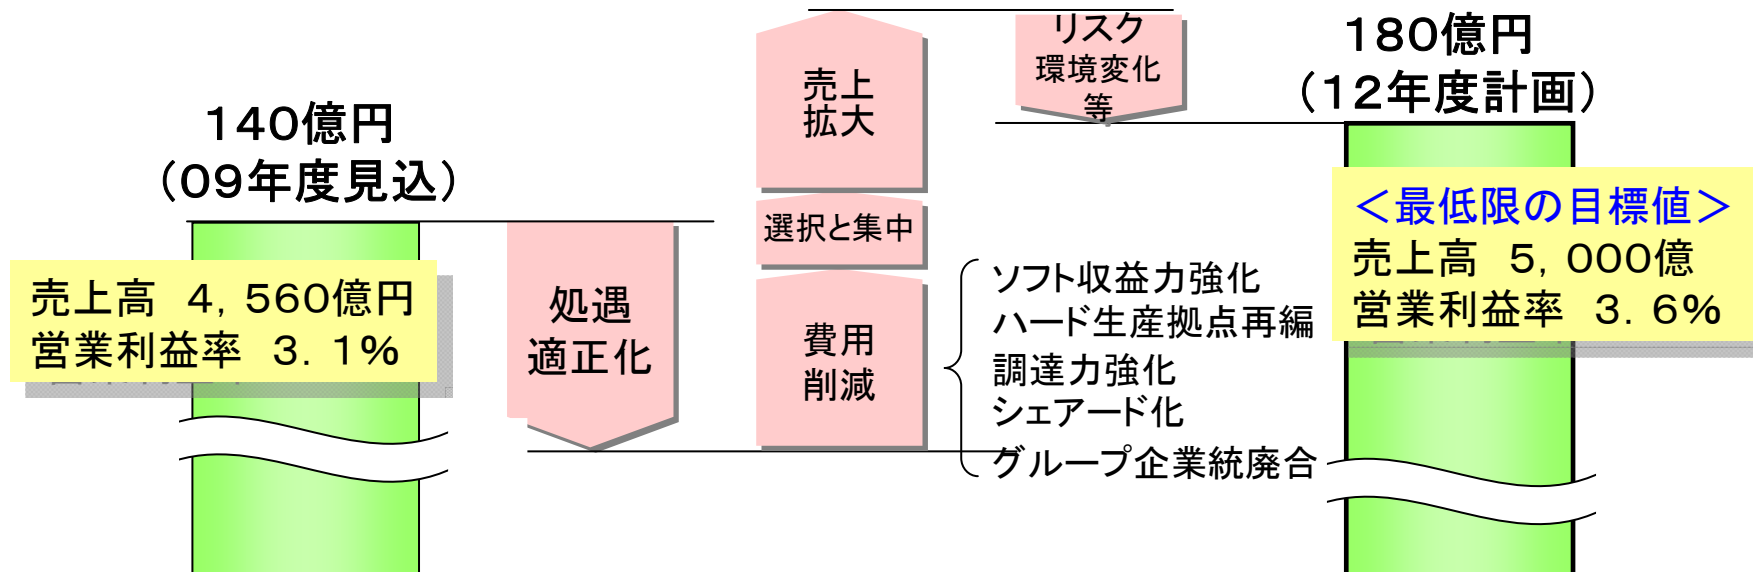 140億円
（09年度見込）
売上高　4，560億円
営業利益率　3．1％
処遇
適正化
売上
拡大
選択と集中
費用
削減
ソフト収益力強化
ハード生産拠点再編
調達力強化
シェアード化
グループ企業統廃合
リスク
環境変化
等
180億円
（12年度計画）
＜最低限の目標値＞
売上高　5，000億
営業利益率　3．6％